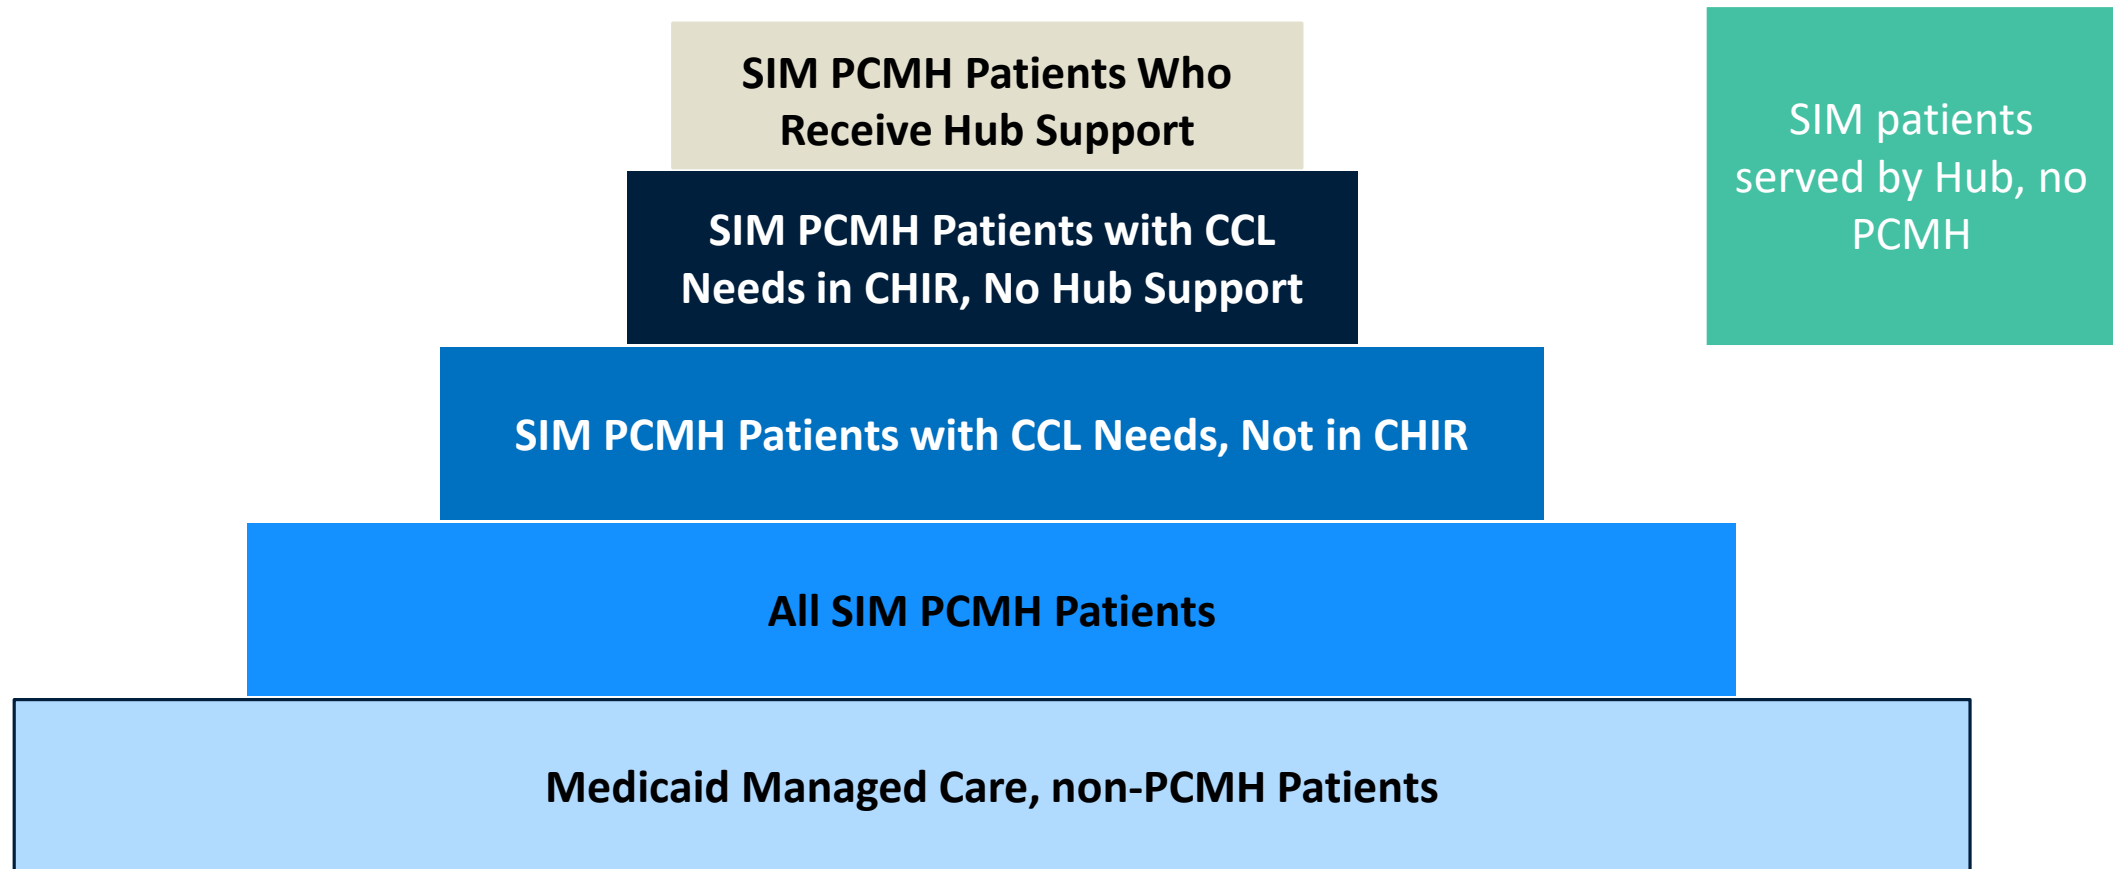 SIM PCMH Patients Who
Receive Hub Support
SIM patients
served by Hub, no
PCMH
SIM PCMH Patients with CCL
Needs in CHIR, No Hub Support
SIM PCMH Patients with CCL Needs, Not in CHIR
All SIM PCMH Patients
Medicaid Managed Care, non-PCMH Patients